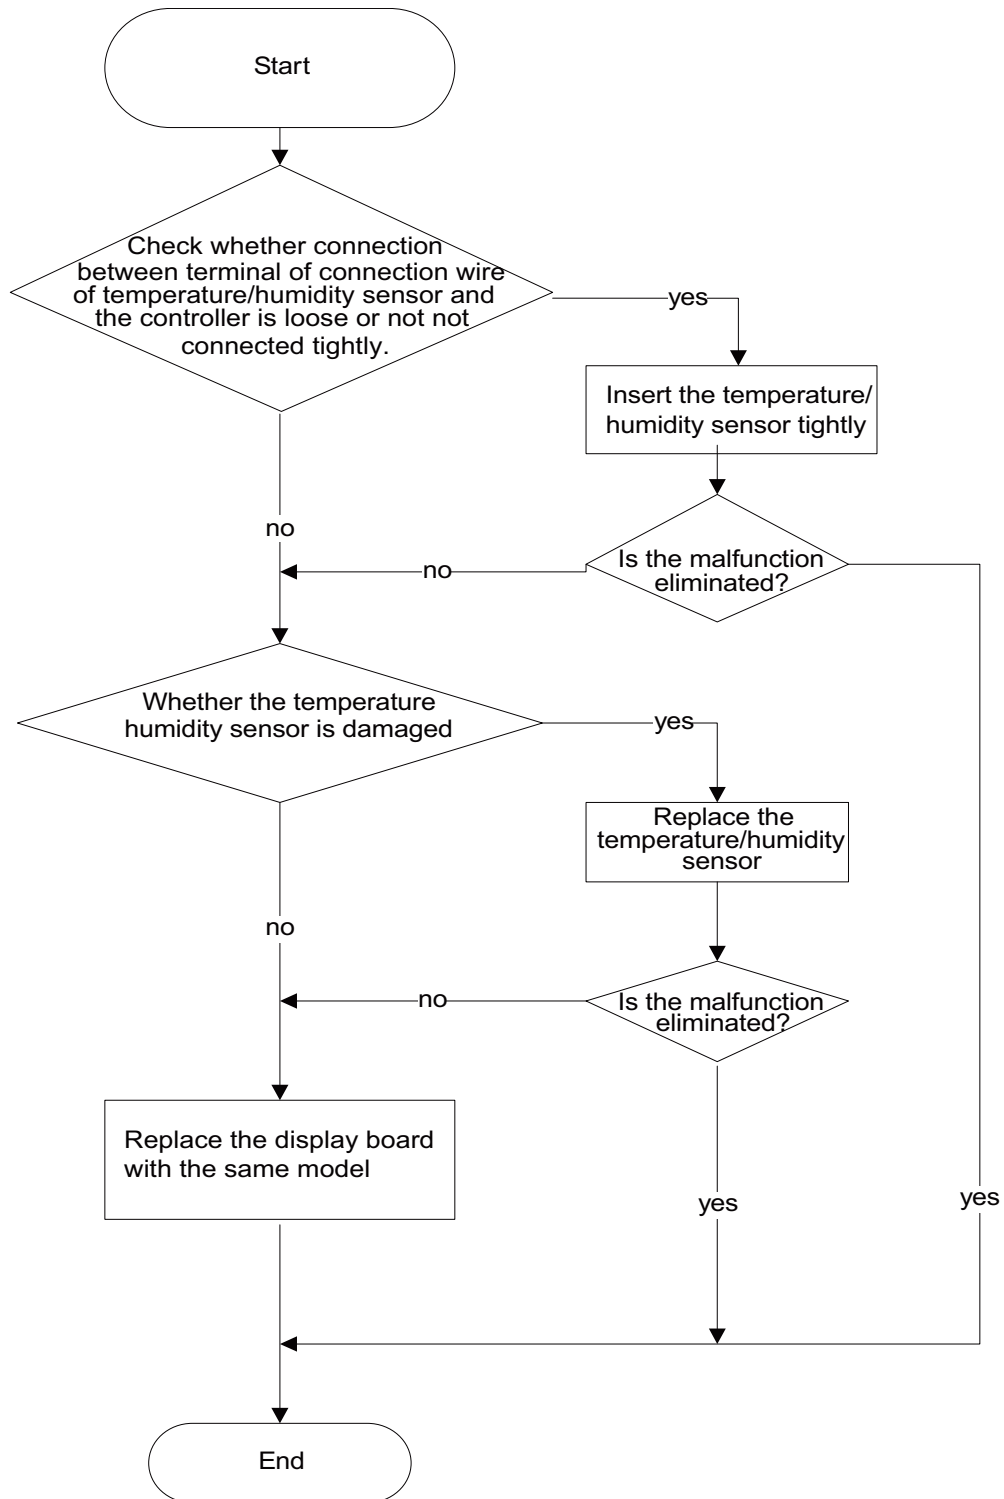 Start
Check whether connection
between terminal of connection wire
of temperature/humidity sensor and
the controller is loose or not not
connected tightly.
yes
Insert the temperature/
humidity sensor tightly
no
Is the malfunction
eliminated?
no
Whether the temperature
humidity sensor is damaged
yes
Replace the
temperature/humidity
sensor
no
Is the malfunction
eliminated?
no
Replace the display board
with the same model
yes
yes
End